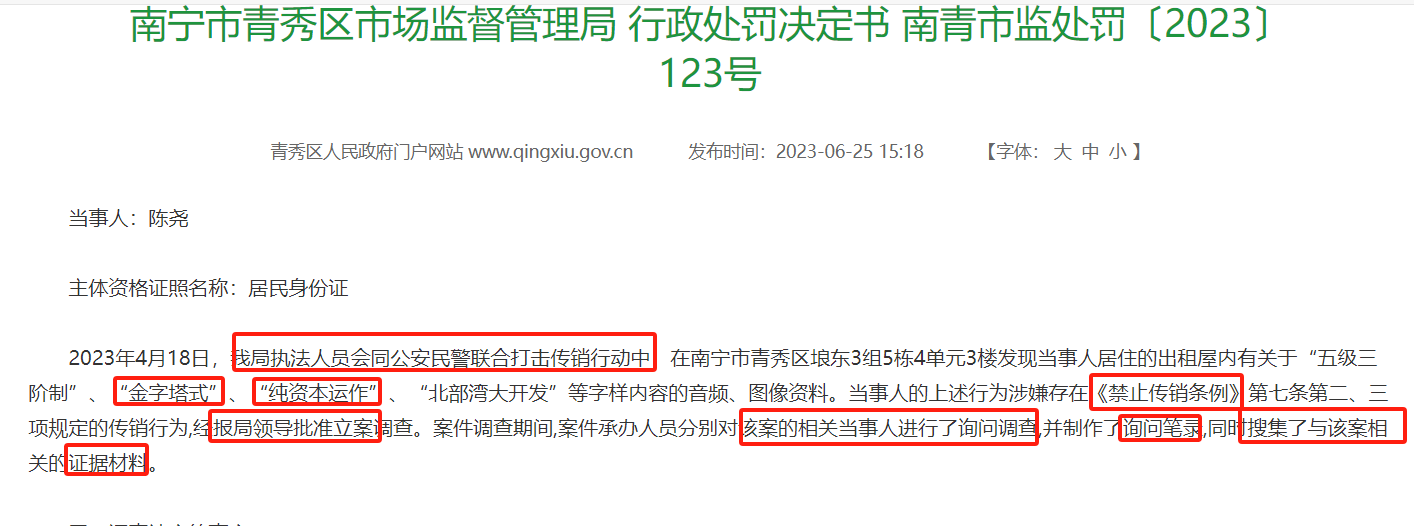 南宁市青秀区市场监督管理局 行政处罚决定书 南青市监处罚〔2023〕
123号
青秀区人民政府门户网站 www.qingxiu.gov.cn 发布时间：2023-06-25 15:18 【字体： 大 中 小 】
当事人：陈尧
主体资格证照名称：居民身份证
2023年4月18日，我局执法人员会同公安民警联合打击传销行动中，在南宁市青秀区埌东3组5栋4单元3楼发现当事人居住的出租屋内有关于“五级三
阶制”、“金字塔式”、“纯资本运作”、“北部湾大开发”等字样内容的音频、图像资料。当事人的上述行为涉嫌存在《禁止传销条例》第七条第二、三
项规定的传销行为,经报局领导批准立案调查。案件调查期间,案件承办人员分别对该案的相关当事人进行了询问调查,并制作了询问笔录,同时搜集了与该案相
关的证据材料。